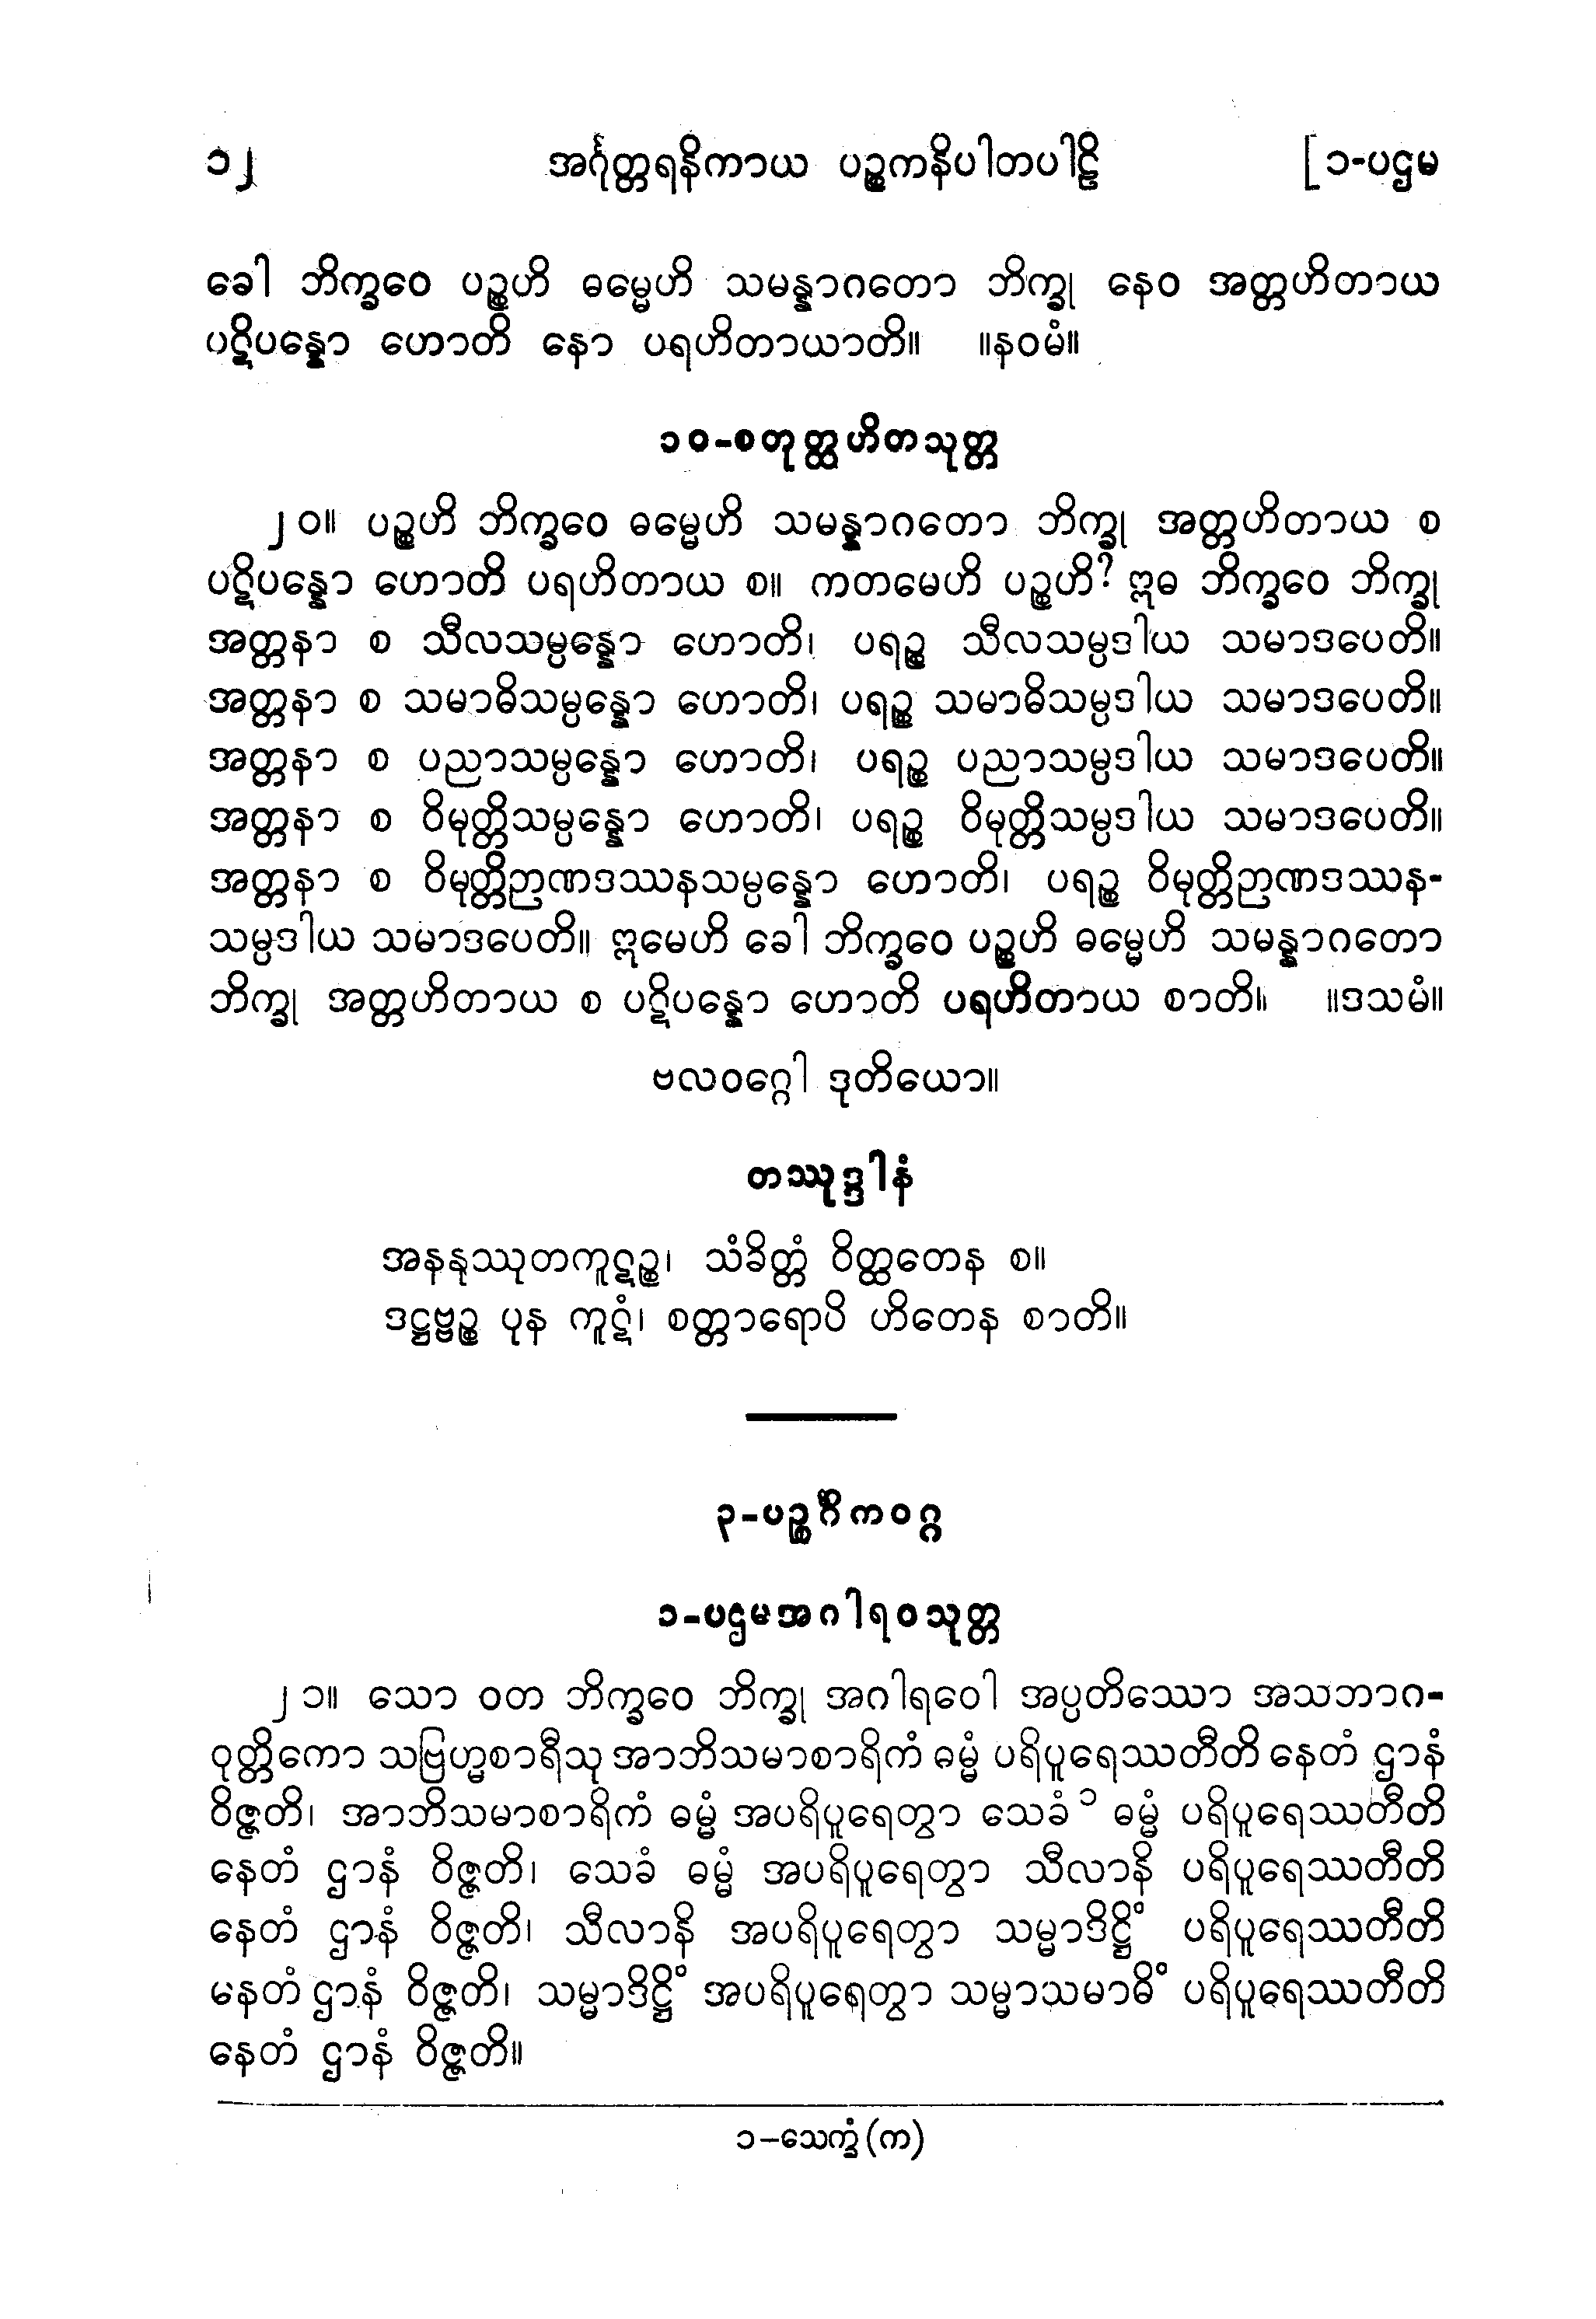 ၁၂ အင်္ဂုတ္တရနိကာယ ပဉ္စကနိပါတပါဠိ [၁-ပဌမ
ခေါ ဘိက္ခဝေ ပဉ္စဟိ ဓမ္မေဟိ သမန္နာဂတော ဘိက္ခု နေဝ အတ္တဟိတာယ
ပဋိပန္နော ဟောတိ နော ပရဟိတာယာတိ။ ။နဝမံ။
၁၀-စတုတ္ထဟိတသုတ္တ
၂၀။ ပဉ္စဟိ ဘိက္ခဝေ ဓမ္မေဟိ သမန္နာဂတော ဘိက္ခု အတ္တဟိတာယ စ
ပဋိပန္နော ဟောတိ ပရဟိတာယ စ။ ကတမေဟိ ပဉ္စဟိ? ဣဓ ဘိက္ခဝေ ဘိက္ခု
အတ္တနာ စ သီလသမ္ပန္နော ဟောတိ၊ ပရဉ္စ သီလသမ္ပဒါယ သမာဒပေတိ။
အတ္တနာ စ သမာဓိသမ္ပန္နော ဟောတိ၊ ပရဉ္စ သမာဓိသမ္ပဒါယ သမာဒပေတိ။
အတ္တနာ စ ပညာသမ္ပန္နော ဟောတိ၊ ပရဉ္စ ပညာသမ္ပဒါယ သမာဒပေတိ။
အတ္တနာ စ ဝိမုတ္တိသမ္ပန္နော ဟောတိ၊ ပရဉ္စ ဝိမုတ္တိသမ္ပဒါယ သမာဒပေတိ။
အတ္တနာ စ ဝိမုတ္တိဉာဏဒဿနသမ္ပန္နော ဟောတိ၊ ပရဉ္စ ဝိမုတ္တိဉာဏဒဿန-
သမ္ပဒါယ သမာဒပေတိ။ ဣမေဟိ ခေါ ဘိက္ခဝေ ပဉ္စဟိ ဓမ္မေဟိ သမန္နာဂတော
ဘိက္ခု အတ္တဟိတာယ စ ပဋိပန္နော ဟောတိ ပရဟိတာယ စာတိ။ ။ဒသမံ။
ဗလဝဂ္ဂေါ ဒုတိယော။
တဿုဒ္ဒါနံ
အနနုဿုတကူဋဉ္စ၊ သံခိတ္တံ ဝိတ္ထတေန စ။
ဒဋ္ဌဗ္ဗဉ္စ ပုန ကူဋံ၊ စတ္တာရောပိ ဟိတေန စာတိ။
၃-ပဉ္စင်္ဂိကဝဂ္ဂ
၁-ပဌမအဂါရဝသုတ္တ
၂၁။ သော ဝတ ဘိက္ခဝေ ဘိက္ခု အဂါရဝေါ အပ္ပတိဿော အသဘာဂ-
ဝုတ္တိကော သဗြဟ္မစာရီသု အာဘိသမာစာရိကံ ဓမ္မံ ပရိပူရေဿတီတိ နေတံ ဌာနံ
ဝိဇ္ဇတိ၊ အာဘိသမာစာရိကံ ဓမ္မံ အပရိပူရေတွာ သေခံ ၁ ဓမ္မံ ပရိပူရေဿတီတိ
နေတံ ဌာနံ ဝိဇ္ဇတိ၊ သေခံ ဓမ္မံ အပရိပူရေတွာ သီလာနိ ပရိပူရေဿတီတိ
နေတံ ဌာနံ ဝိဇ္ဇတိ၊ သီလာနိ အပရိပူရေတွာ သမ္မာဒိဋ္ဌိံ ပရိပူရေဿတီတိ
မနတံ ဌာနံ ဝိဇ္ဇတိ၊ သမ္မာဒိဋ္ဌိံ အပရိပူရေတွာ သမ္မာသမာဓိံ ပရိပူရေဿတီတိ
နေတံ ဌာနံ ဝိဇ္ဇတိ။
၁–သေက္ခံ (က)